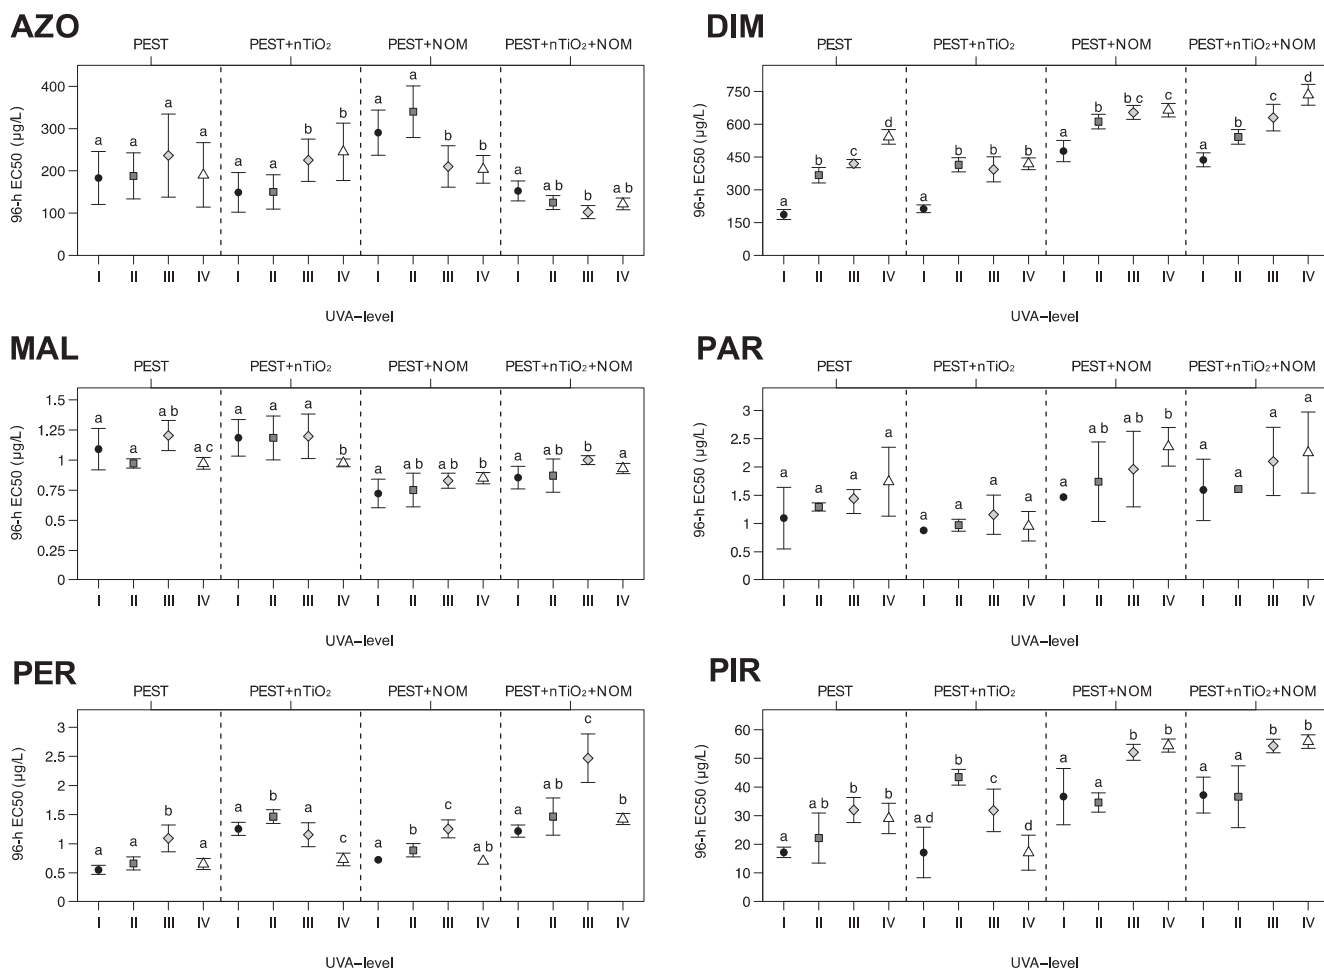 AZO
PEST PEST+nTiO₂ PEST+NOM PEST+nTiO₂+NOM
96-h EC50 (µg/L)
400
300
200
100
0
a a a a a a b b a a b b a a b b a b
I II III IV I II III IV I II III IV I II III IV
UVA–level
DIM
PEST PEST+nTiO₂ PEST+NOM PEST+nTiO₂+NOM
96-h EC50 (µg/L)
750
600
450
300
150
0
a b c d a b b b a b b c c a b c d
I II III IV I II III IV I II III IV I II III IV
UVA–level
MAL
PEST PEST+nTiO₂ PEST+NOM PEST+nTiO₂+NOM
96-h EC50 (µg/L)
1.5
1.25
1
0.75
0.5
0.25
0
a a a b a c a a a b a a b a b b a a b b a
I II III IV I II III IV I II III IV I II III IV
UVA–level
PAR
PEST PEST+nTiO₂ PEST+NOM PEST+nTiO₂+NOM
96-h EC50 (µg/L)
3
2.5
2
1.5
1
0.5
0
a a a a a a a a a a b a b b a a a a
I II III IV I II III IV I II III IV I II III IV
UVA–level
PER
PEST PEST+nTiO₂ PEST+NOM PEST+nTiO₂+NOM
96-h EC50 (µg/L)
3
2.5
2
1.5
1
0.5
0
a a b a a b a c a b c a b a a b c b
I II III IV I II III IV I II III IV I II III IV
UVA–level
PIR
PEST PEST+nTiO₂ PEST+NOM PEST+nTiO₂+NOM
96-h EC50 (µg/L)
60
50
40
30
20
10
0
a a b b b a d b c d a a b b a a b b
I II III IV I II III IV I II III IV I II III IV
UVA–level